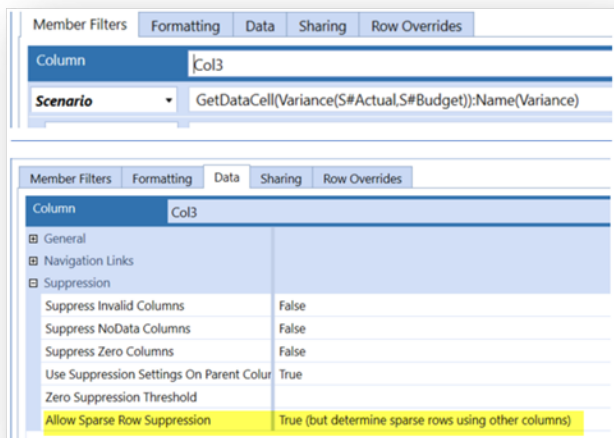 Member Filters Formatting Data Sharing Row Overrides
Column Col3
Scenario GetDataCell(Variance(S#Actual,S#Budget)):Name(Variance)
Member Filters Formatting Data Sharing Row Overrides
Column Col3
General
Navigation Links
Suppression
Suppress Invalid Columns False
Suppress NoData Columns False
Suppress Zero Columns False
Use Suppression Settings On Parent Colur True
Zero Suppression Threshold
Allow Sparse Row Suppression True (but determine sparse rows using other columns)